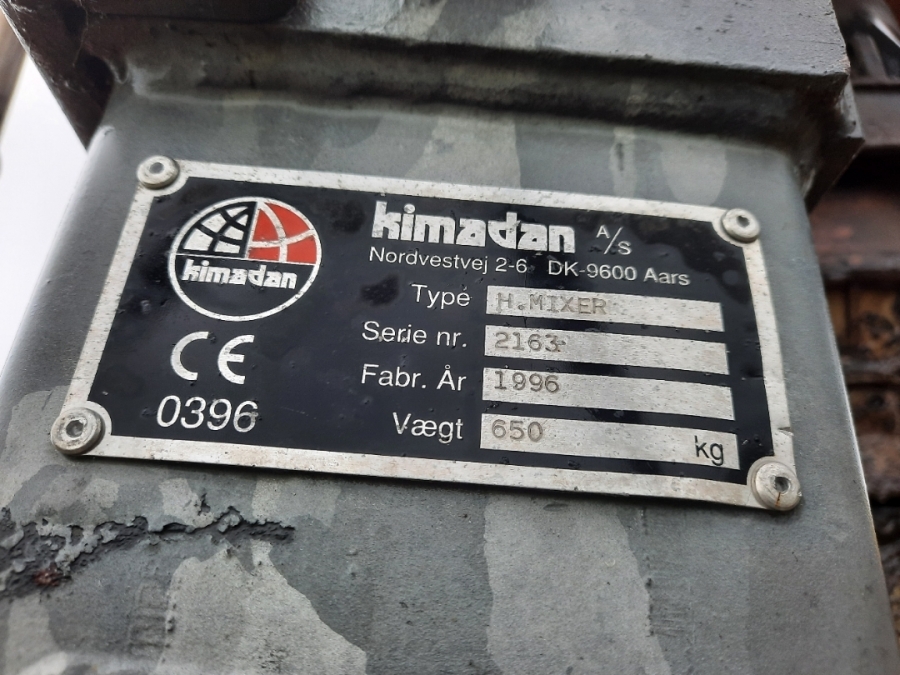 kimadan
kimadan A/S
Nordvestvej 2-6 DK-9600 Aars
Type H.MIXER
Serie nr. 2163
Fabr. År 1996
Vægt 650 kg
CE
0396